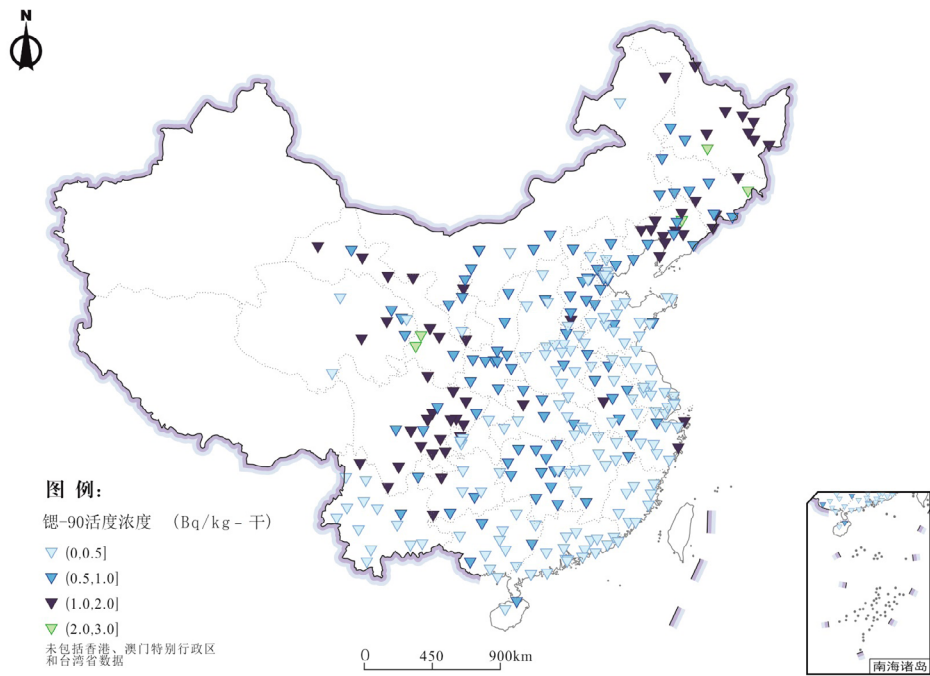 N
图 例：
锶-90活度浓度 （Bq/kg-干）
(0,0.5]
(0.5,1.0]
(1.0,2.0]
(2.0,3.0]
未包括香港、澳门特别行政区
和台湾省数据
0 450 900km
南海诸岛